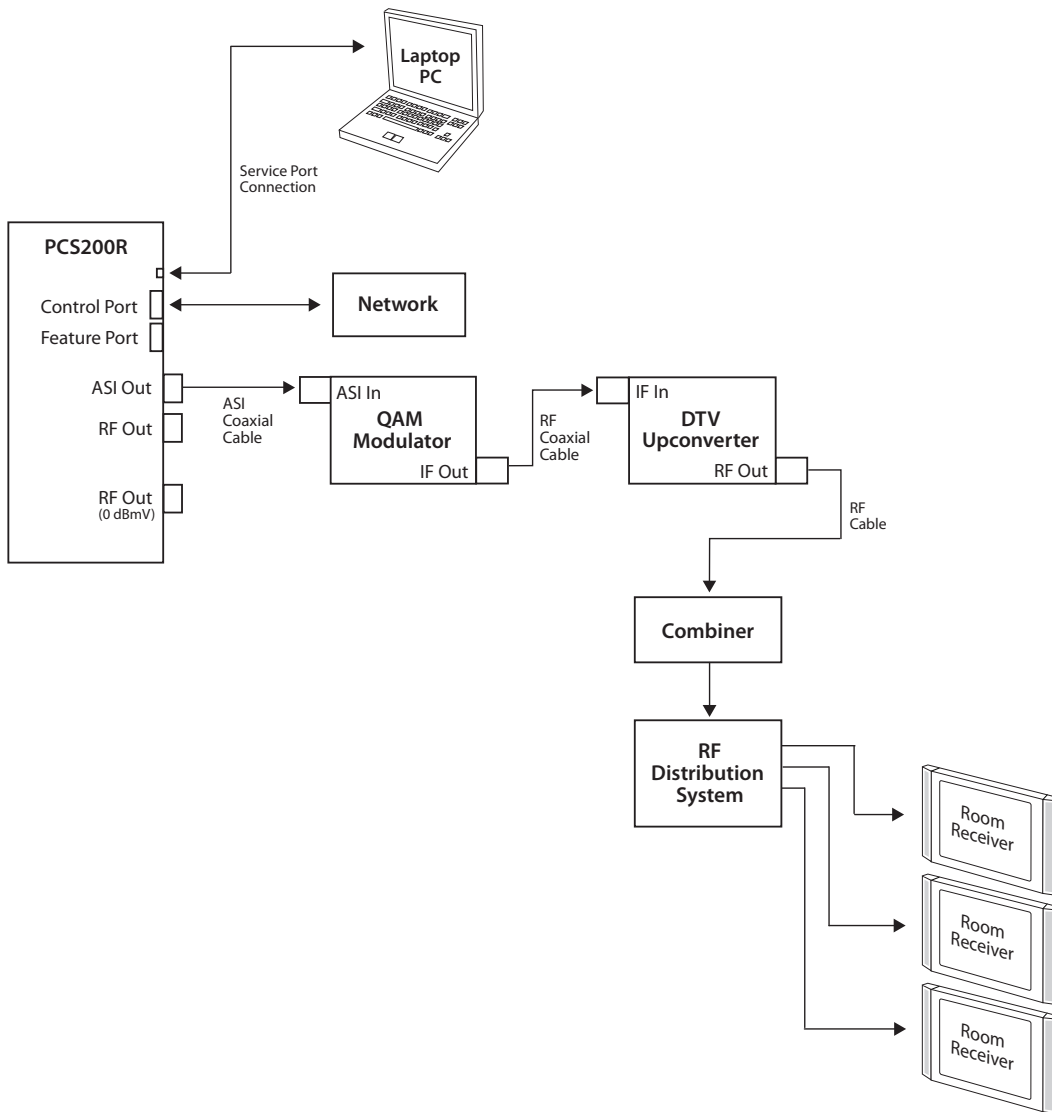 Laptop
PC
Service Port
Connection
PCS200R
Control Port
Feature Port
ASI Out
RF Out
RF Out
(0 dBmV)
Network
ASI
Coaxial
Cable
ASI In
QAM
Modulator
IF Out
RF
Coaxial
Cable
IF In
DTV
Upconverter
RF Out
RF
Cable
Combiner
RF
Distribution
System
Room
Receiver
Room
Receiver
Room
Receiver